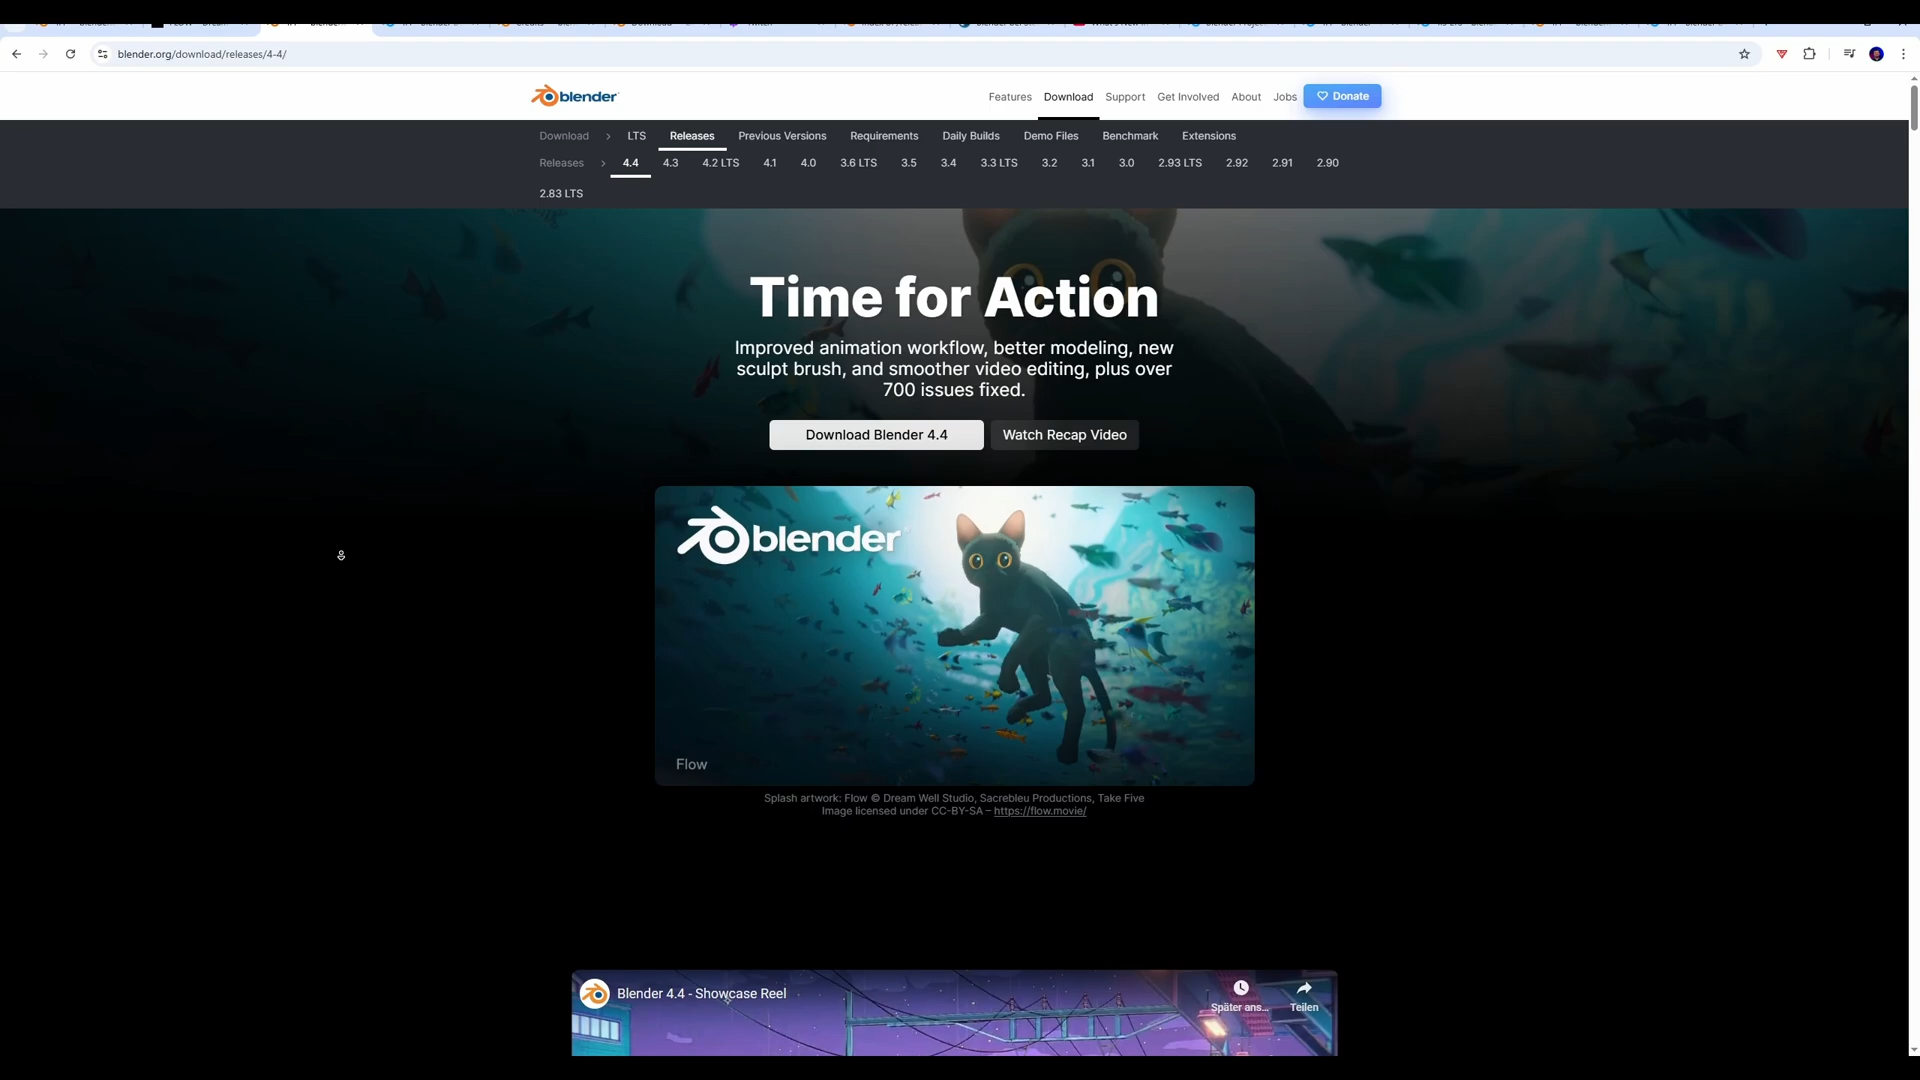 blender.org/download/releases/4-4/
blender
Features Download Support Get Involved About Jobs Donate
Download LTS Releases Previous Versions Requirements Daily Builds Demo Files Benchmark Extensions
Releases 4.4 4.3 4.2 LTS 4.1 4.0 3.6 LTS 3.5 3.4 3.3 LTS 3.2 3.1 3.0 2.93 LTS 2.92 2.91 2.90
2.83 LTS
Time for Action
Improved animation workflow, better modeling, new
sculpt brush, and smoother video editing, plus over
700 issues fixed.
Download Blender 4.4 Watch Recap Video
blender
Flow
Splash artwork: Flow © Dream Well Studio, Sacrebleu Productions, Take Five
Image licensed under CC-BY-SA – https://flow.movie/
Blender 4.4 - Showcase Reel
Später ans... Teilen